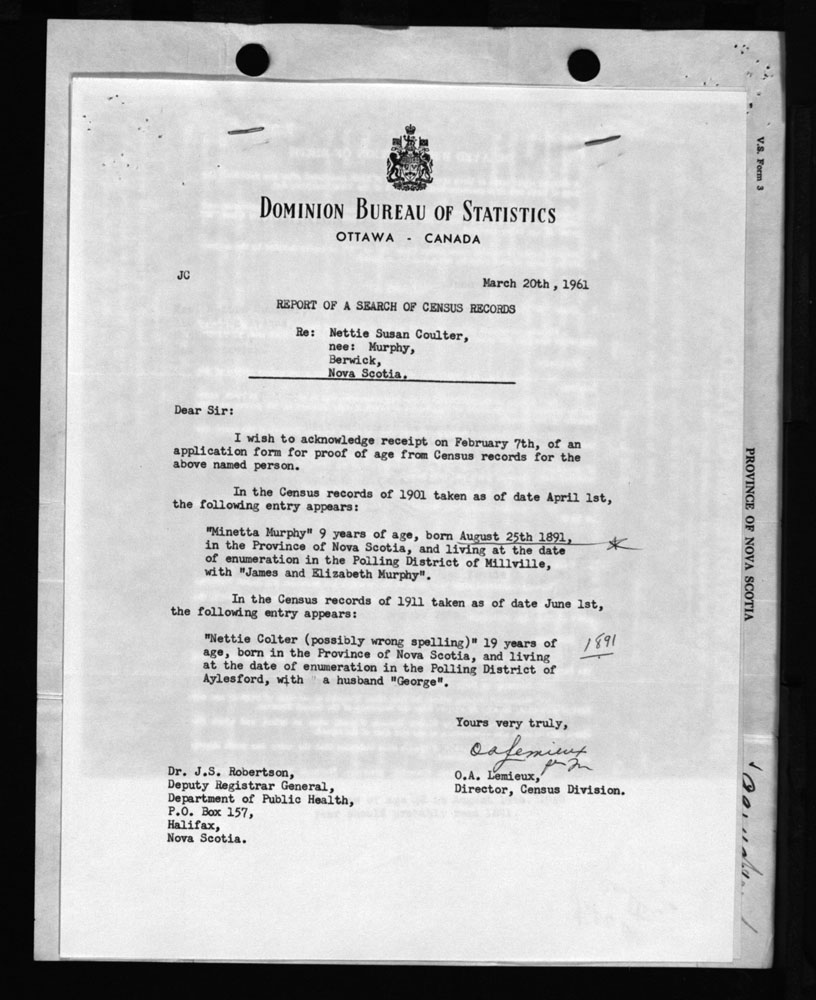 DOMINION BUREAU OF STATISTICS
OTTAWA - CANADA
JC
March 20th, 1961
REPORT OF A SEARCH OF CENSUS RECORDS
Re: Nettie Susan Coulter,
nee: Murphy,
Berwick,
Nova Scotia.
Dear Sir:
I wish to acknowledge receipt on February 7th, of an
application form for proof of age from Census records for the
above named person.
In the Census records of 1901 taken as of date April 1st,
the following entry appears:
"Minetta Murphy" 9 years of age, born August 25th 1891,
in the Province of Nova Scotia, and living at the date
of enumeration in the Polling District of Millville,
with "James and Elizabeth Murphy".
In the Census records of 1911 taken as of date June 1st,
the following entry appears:
"Nettie Colter (possibly wrong spelling)" 19 years of
age, born in the Province of Nova Scotia, and living
at the date of enumeration in the Polling District of
Aylesford, with " a husband "George".
1891
Yours very truly,
O A Lemieux
O.A. Lemieux,
Director, Census Division.
Dr. J.S. Robertson,
Deputy Registrar General,
Department of Public Health,
P.O. Box 157,
Halifax,
Nova Scotia.
V.S. Form 3
PROVINCE OF NOVA SCOTIA